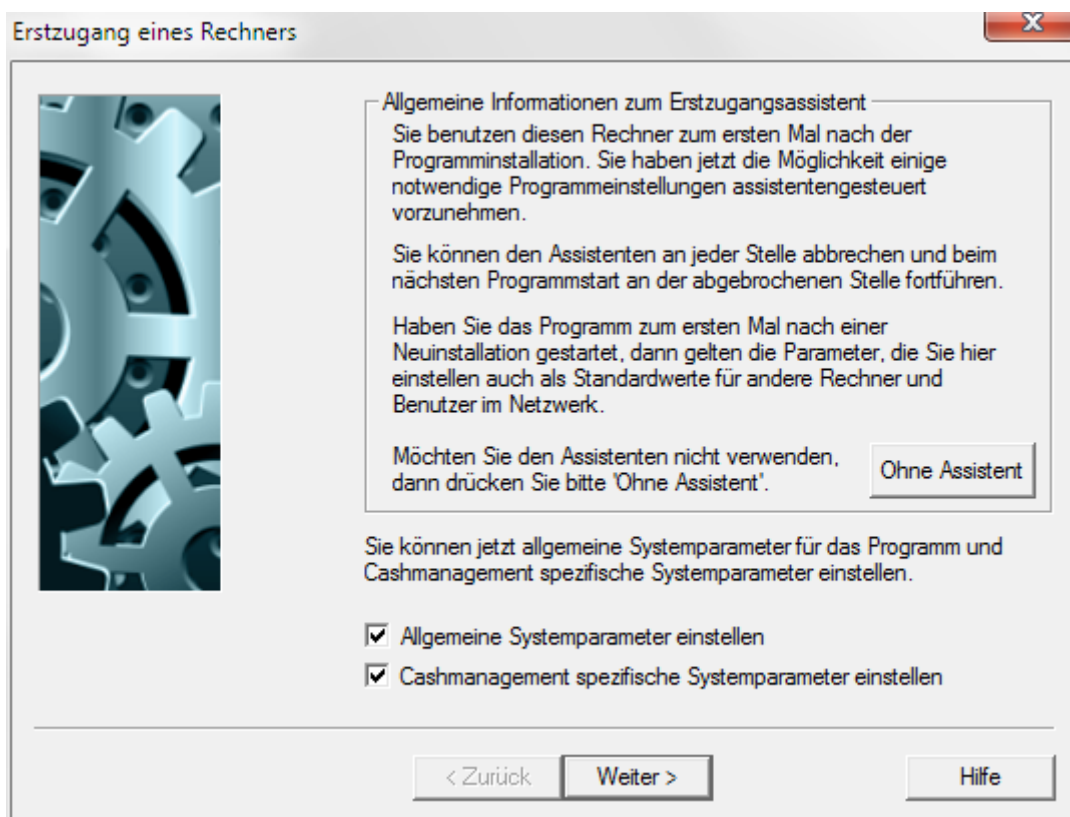 Erstzugang eines Rechners
X
Allgemeine Informationen zum Erstzugangsassistent
Sie benutzen diesen Rechner zum ersten Mal nach der
Programminstallation. Sie haben jetzt die Möglichkeit einige
notwendige Programmeinstellungen assistentengesteuert
vorzunehmen.
Sie können den Assistenten an jeder Stelle abbrechen und beim
nächsten Programmstart an der abgebrochenen Stelle fortführen.
Haben Sie das Programm zum ersten Mal nach einer
Neuinstallation gestartet, dann gelten die Parameter, die Sie hier
einstellen auch als Standardwerte für andere Rechner und
Benutzer im Netzwerk.
Möchten Sie den Assistenten nicht verwenden,
dann drücken Sie bitte 'Ohne Assistent'.
Ohne Assistent
Sie können jetzt allgemeine Systemparameter für das Programm und
Cashmanagement spezifische Systemparameter einstellen.
Allgemeine Systemparameter einstellen
Cashmanagement spezifische Systemparameter einstellen
< Zurück Weiter > Hilfe